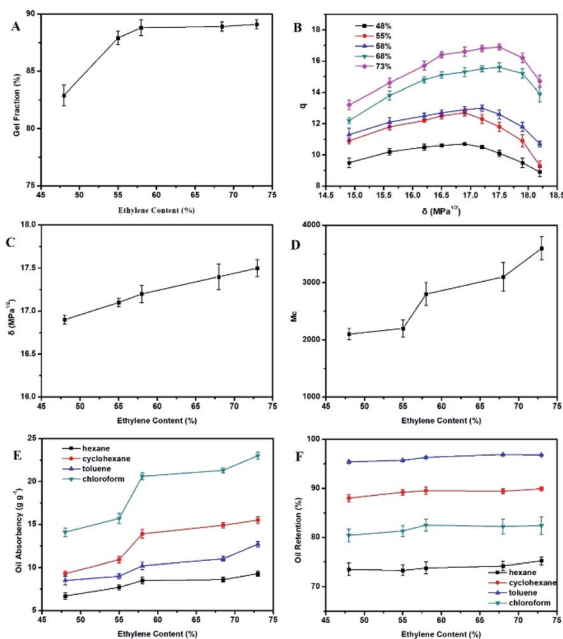 A
Gel Fraction (%)
90
85
80
75
45 50 55 60 65 70 75
Ethylene Content (%)
B
48%
55%
58%
68%
73%
q
18
16
14
12
10
8
15.0 15.5 16.0 16.5 17.0 17.5 18.0 18.5
δ (MPa^1/2)
C
δ (MPa^1/2)
18.0
17.5
17.0
16.5
16.0
45 50 55 60 65 70 75
Ethylene Content (%)
D
Mc
4000
3000
2000
1000
45 50 55 60 65 70 75
Ethylene Content (%)
E
hexane
cyclohexane
toluene
chloroform
Oil Absorbency (g g^-1)
25
20
15
10
5
45 50 55 60 65 70 75
Ethylene Content (%)
F
Oil Retention (%)
100
90
80
70
hexane
cyclohexane
toluene
chloroform
45 50 55 60 65 70 75
Ethylene Content (%)